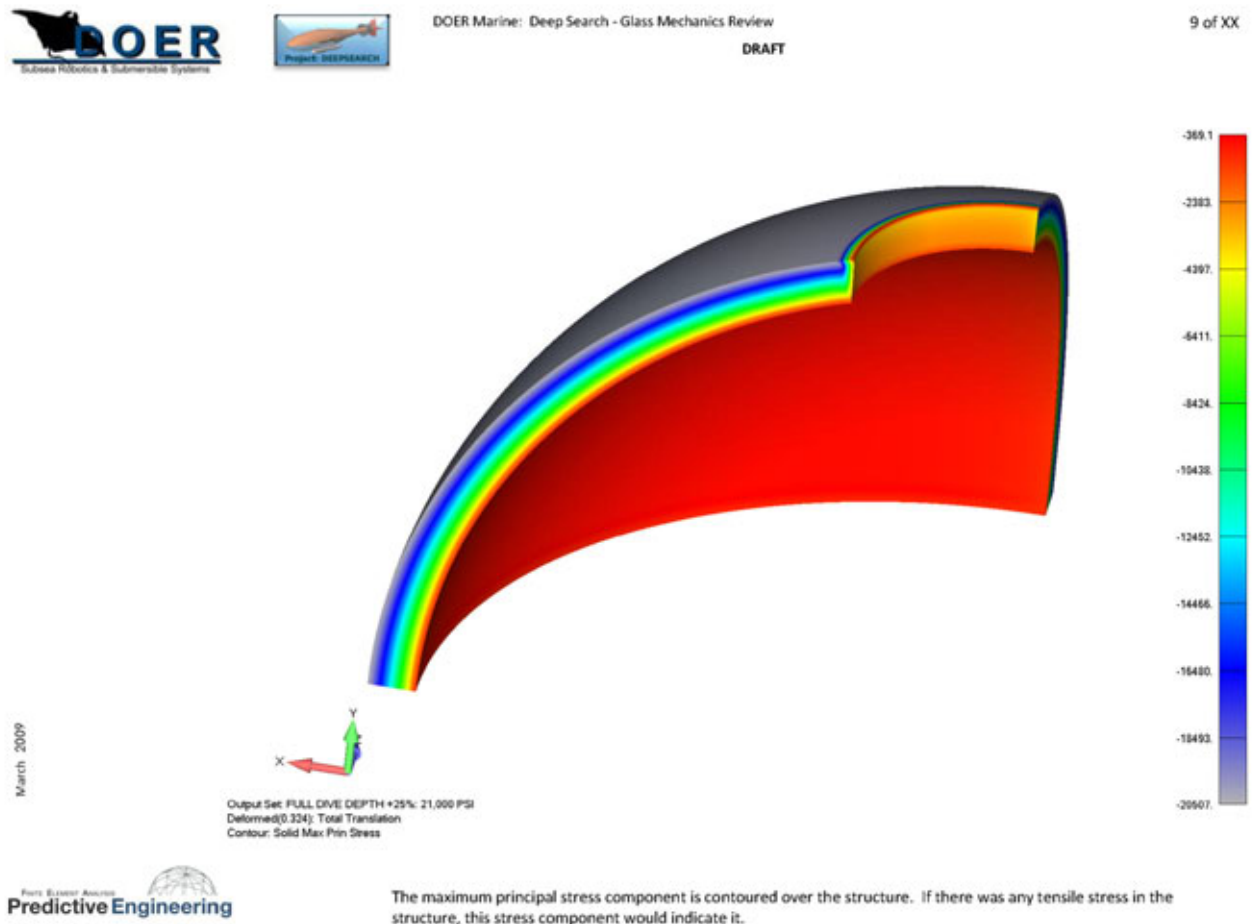 DOER
Subsea Robotics & Submersible Systems
Project: DEEPSEARCH
DOER Marine: Deep Search - Glass Mechanics Review
DRAFT
9 of XX
-369.1
-2383.
-4397.
-6411.
-8424.
-10438.
-12452.
-14466.
-16480.
-18493.
-20507.
March 2009
Y
X
Z
Output Set: FULL DIVE DEPTH +25%: 21,000 PSI
Deformed(0.324): Total Translation
Contour: Solid Max Prin Stress
Finite Element Analysis
Predictive Engineering
The maximum principal stress component is contoured over the structure. If there was any tensile stress in the
structure, this stress component would indicate it.